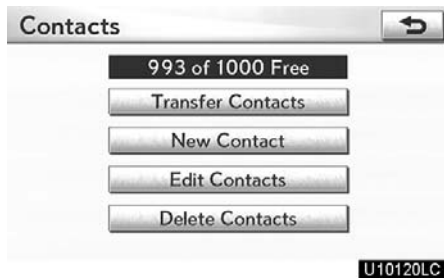 Contacts
993 of 1000 Free
Transfer Contacts
New Contact
Edit Contacts
Delete Contacts
U10120LC